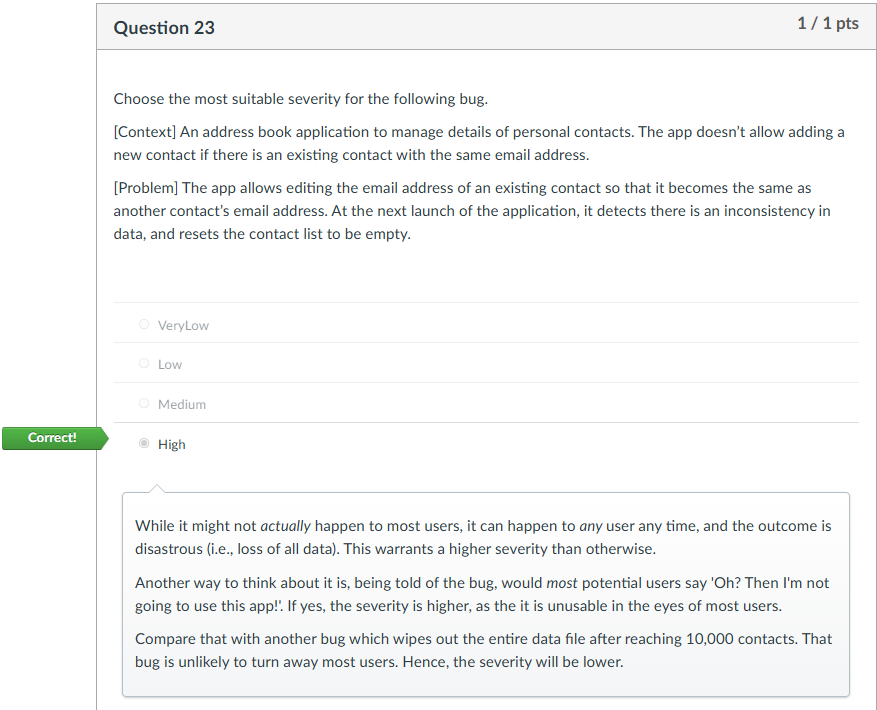 Question 23
1 / 1 pts
Choose the most suitable severity for the following bug.
[Context] An address book application to manage details of personal contacts. The app doesn't allow adding a
new contact if there is an existing contact with the same email address.
[Problem] The app allows editing the email address of an existing contact so that it becomes the same as
another contact's email address. At the next launch of the application, it detects there is an inconsistency in
data, and resets the contact list to be empty.
VeryLow
Low
Medium
Correct!
High
While it might not actually happen to most users, it can happen to any user any time, and the outcome is
disastrous (i.e., loss of all data). This warrants a higher severity than otherwise.
Another way to think about it is, being told of the bug, would most potential users say 'Oh? Then I'm not
going to use this app!'. If yes, the severity is higher, as the it is unusable in the eyes of most users.
Compare that with another bug which wipes out the entire data file after reaching 10,000 contacts. That
bug is unlikely to turn away most users. Hence, the severity will be lower.